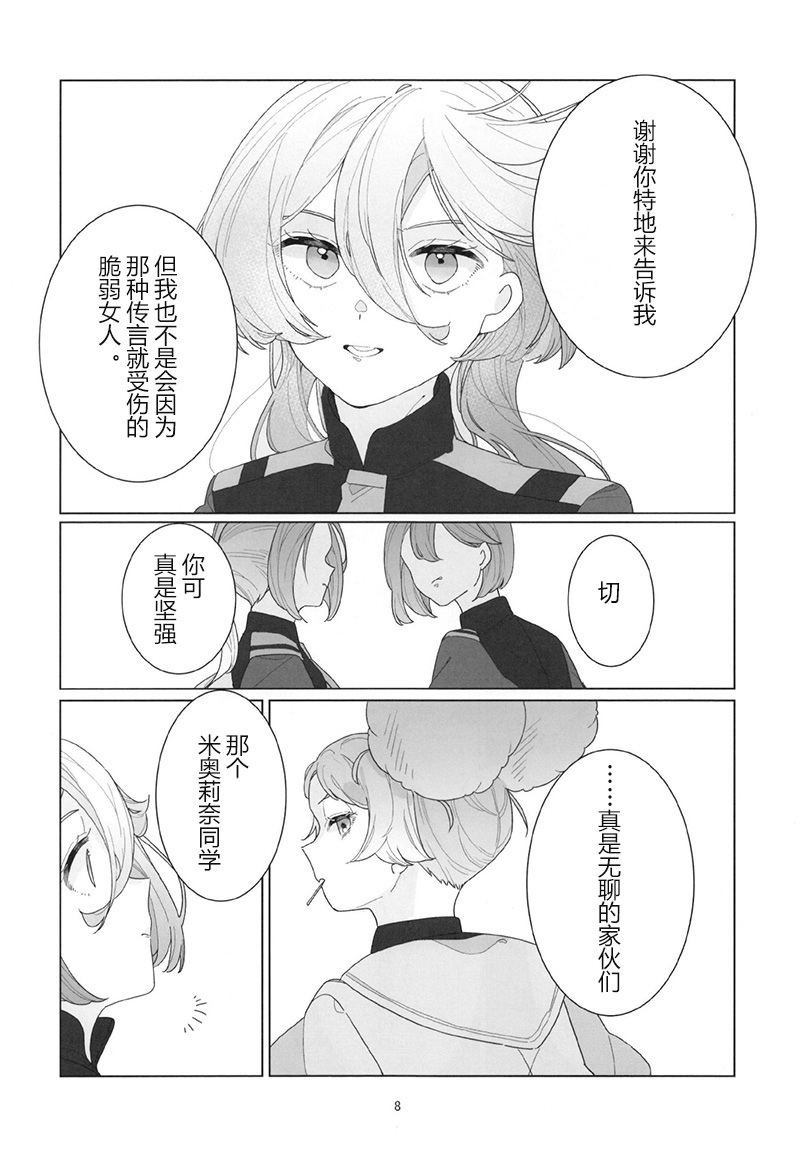 谢谢你特地来告诉我
但我也不是会因为
那种传言就受伤的
脆弱女人。
切
你可
真是坚强
……真是无聊的家伙们
那个
米奥莉奈同学
8